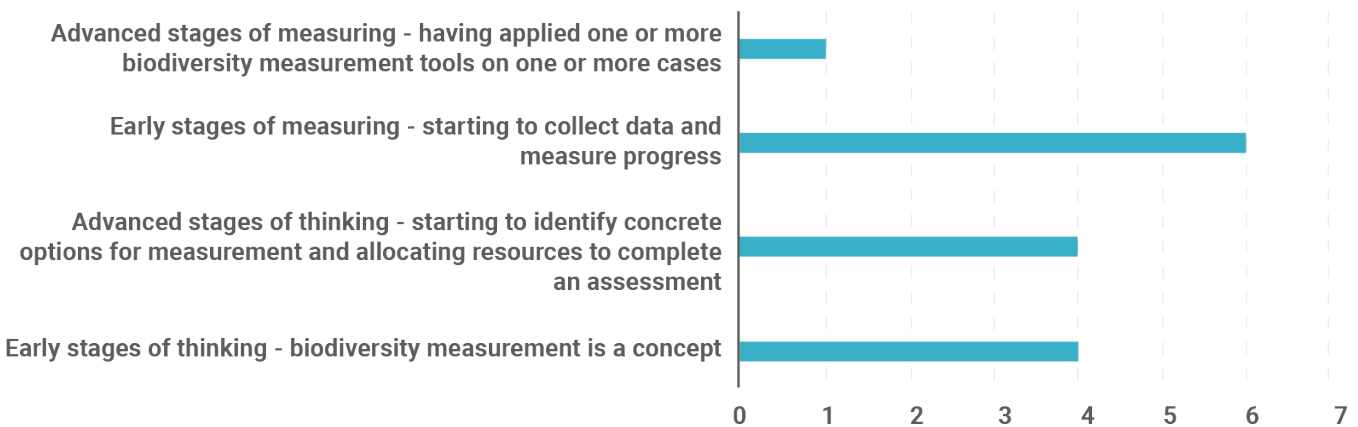 Advanced stages of measuring - having applied one or more
biodiversity measurement tools on one or more cases
Early stages of measuring - starting to collect data and
measure progress
Advanced stages of thinking - starting to identify concrete
options for measurement and allocating resources to complete
an assessment
Early stages of thinking - biodiversity measurement is a concept
0 1 2 3 4 5 6 7